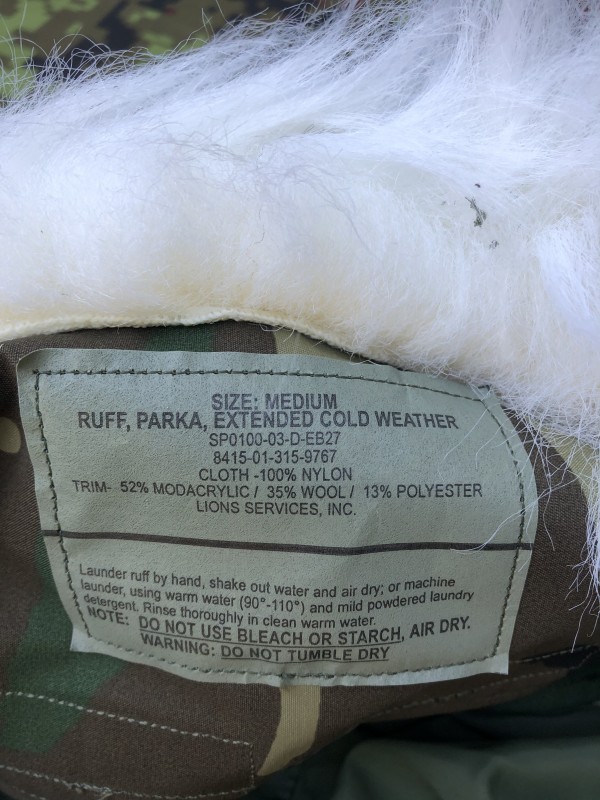 SIZE: MEDIUM
RUFF, PARKA, EXTENDED COLD WEATHER
SP0100-03-D-EB27
8415-01-315-9767
CLOTH -100% NYLON
TRIM- 52% MODACRYLIC / 35% WOOL / 13% POLYESTER
LIONS SERVICES, INC.
Launder ruff by hand, shake out water and air dry; or machine
launder, using warm water (90°-110°) and mild powdered laundry
detergent. Rinse thoroughly in clean warm water.
NOTE: DO NOT USE BLEACH OR STARCH, AIR DRY.
WARNING: DO NOT TUMBLE DRY